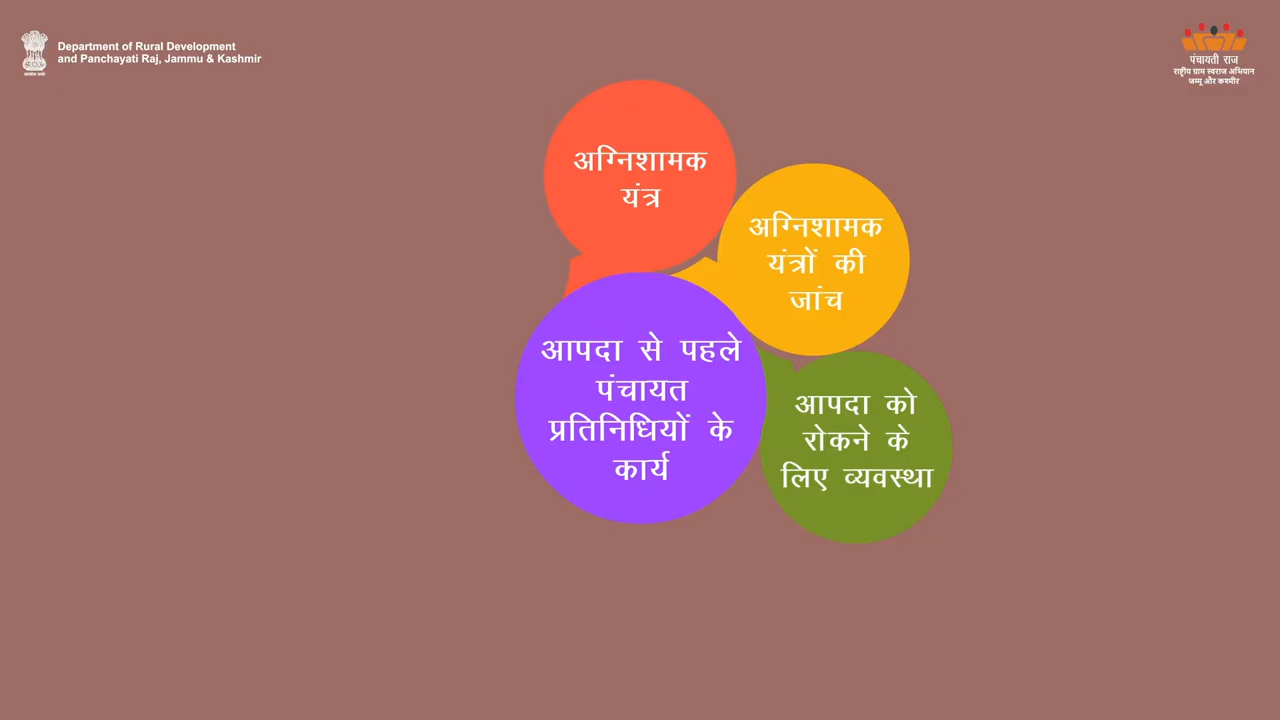 Department of Rural Development
and Panchayati Raj, Jammu & Kashmir
पंचायती राज
राष्ट्रीय ग्राम स्वराज अभियान
जम्मू और कश्मीर
अग्निशामक
यंत्र
अग्निशामक
यंत्रों की
जांच
आपदा से पहले
पंचायत
प्रतिनिधियों के
कार्य
आपदा को
रोकने के
लिए व्यवस्था